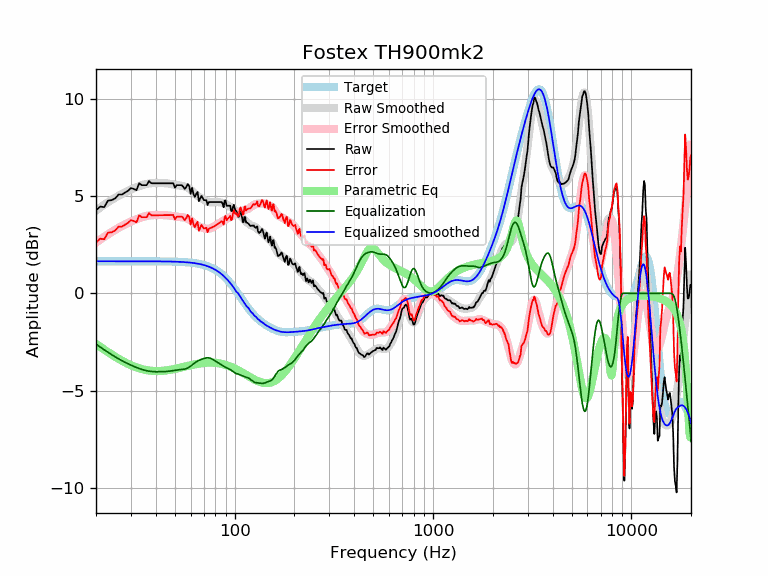 Fostex TH900mk2
Target
Raw Smoothed
Error Smoothed
Raw
Error
Parametric Eq
Equalization
Equalized smoothed
10
5
0
−5
−10
Amplitude (dBr)
100
1000
10000
Frequency (Hz)